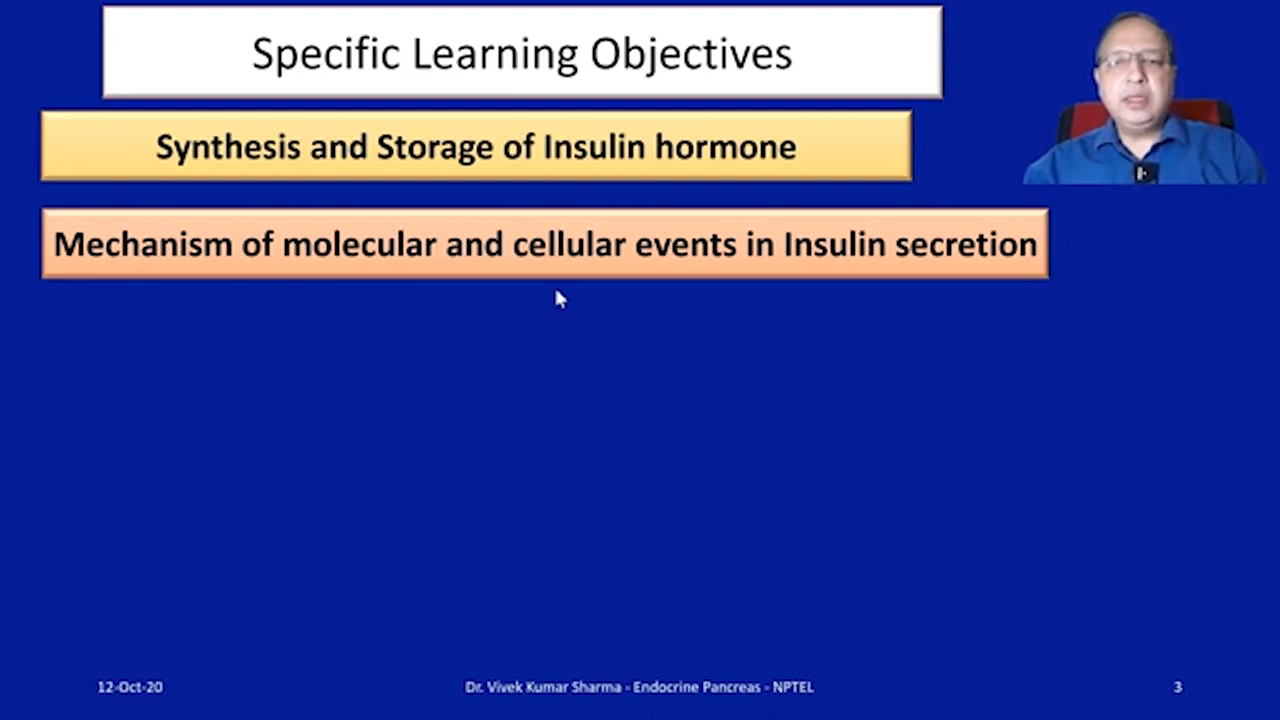 Specific Learning Objectives
Synthesis and Storage of Insulin hormone
Mechanism of molecular and cellular events in Insulin secretion
12-Oct-20
Dr. Vivek Kumar Sharma - Endocrine Pancreas - NPTEL
3